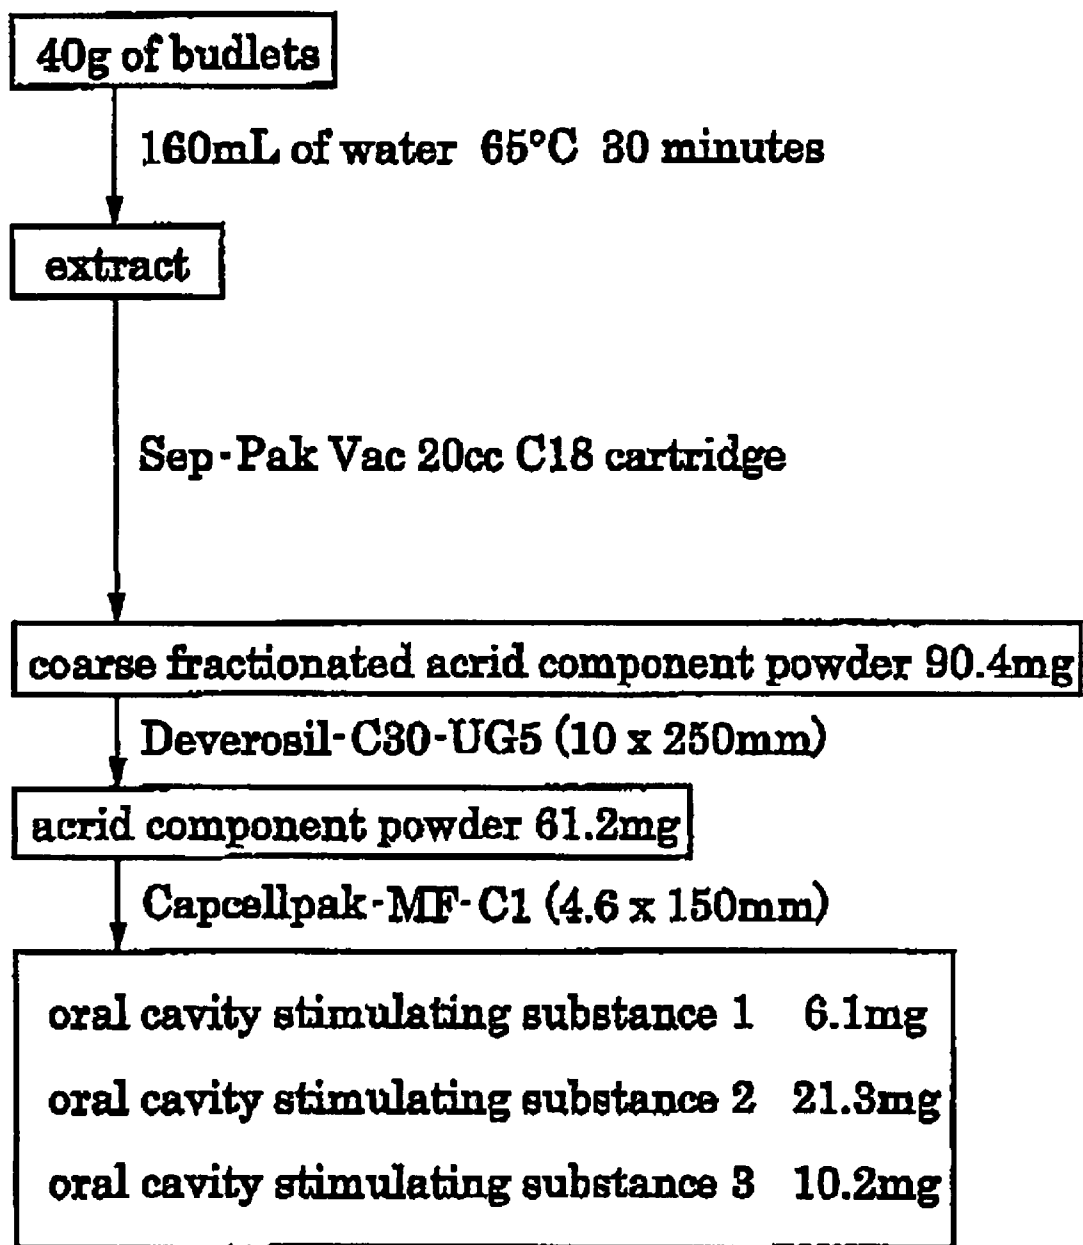 40g of budlets
160mL of water 65°C 30 minutes
extract
Sep-Pak Vac 20cc C18 cartridge
coarse fractionated acrid component powder 90.4mg
Deverosil-C30-UG5 (10 x 250mm)
acrid component powder 61.2mg
Capcellpak-MF-C1 (4.6 x 150mm)
oral cavity stimulating substance 1 6.1mg
oral cavity stimulating substance 2 21.3mg
oral cavity stimulating substance 3 10.2mg